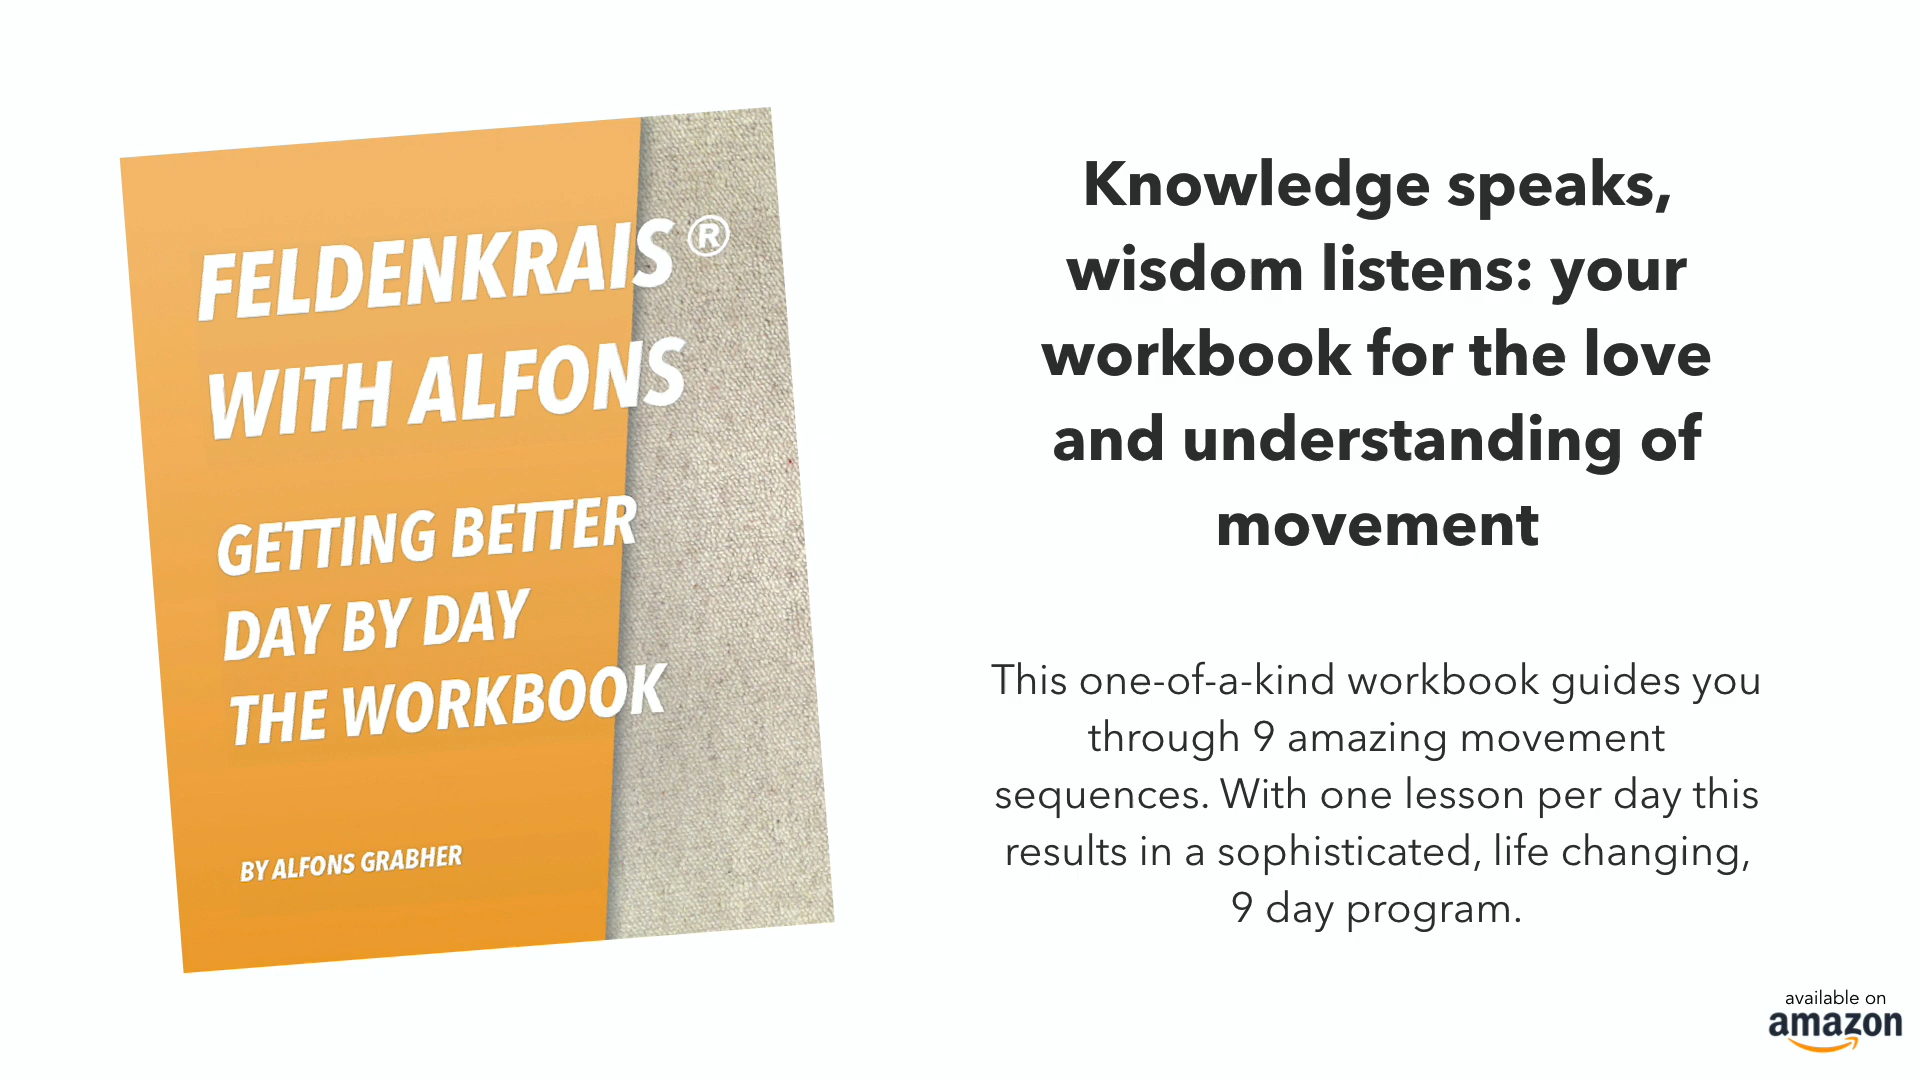 FELDENKRAIS®
WITH ALFONS
GETTING BETTER
DAY BY DAY
THE WORKBOOK
BY ALFONS GRABHER
Knowledge speaks,
wisdom listens: your
workbook for the love
and understanding of
movement
This one-of-a-kind workbook guides you
through 9 amazing movement
sequences. With one lesson per day this
results in a sophisticated, life changing,
9 day program.
available on
amazon